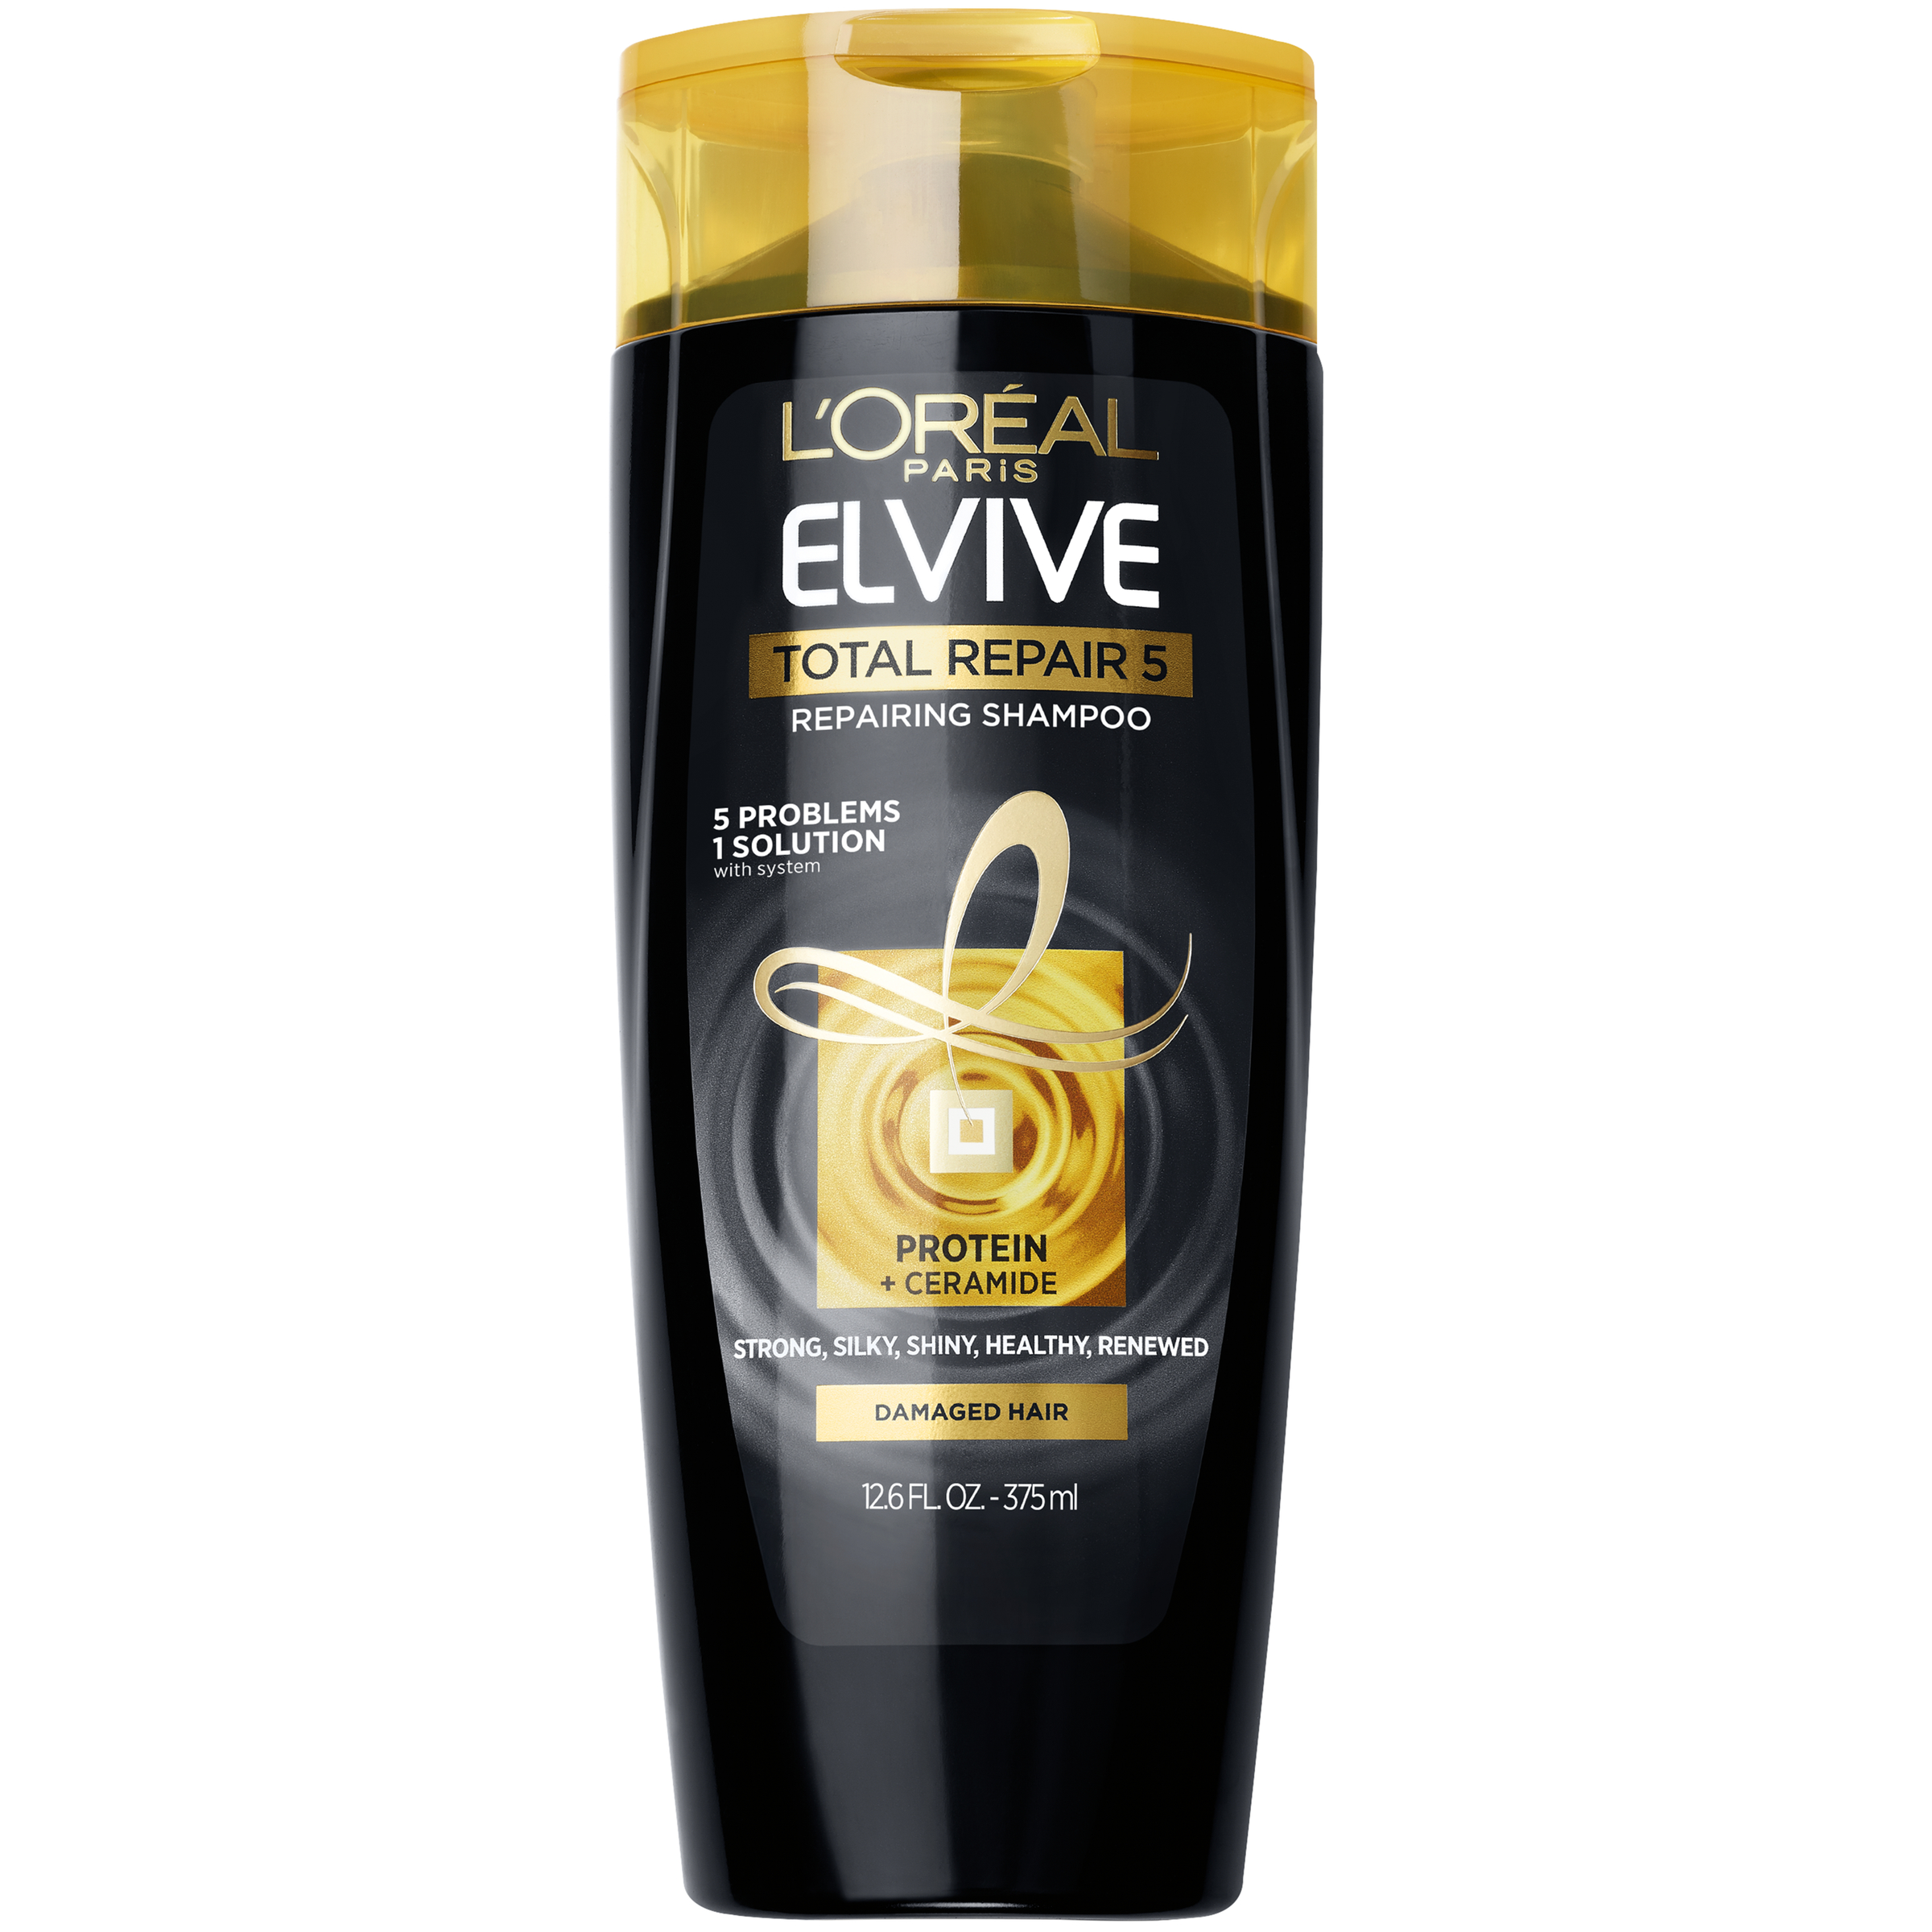 L'ORÉAL
PARiS
ELVIVE
TOTAL REPAIR 5
REPAIRING SHAMPOO
5 PROBLEMS
1 SOLUTION
with system
PROTEIN
+ CERAMIDE
STRONG, SILKY, SHINY, HEALTHY, RENEWED
DAMAGED HAIR
12.6 FL. OZ. - 375 ml